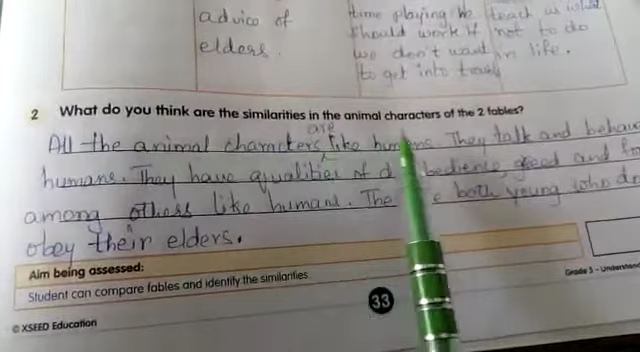 advice of
elders.
time playing he
should work if
we don't want
to get into
teach us what
not to do
in life.
2 What do you think are the similarities in the animal characters of the 2 fables?
are
All the animal characters like humans. They talk and behave
humans. They have qualities of greed and
among others like humans. The both young who
obey their elders.
Aim being assessed:
Student can compare fables and identify the similarities
33
Grade 3 - Understand
© XSEED Education